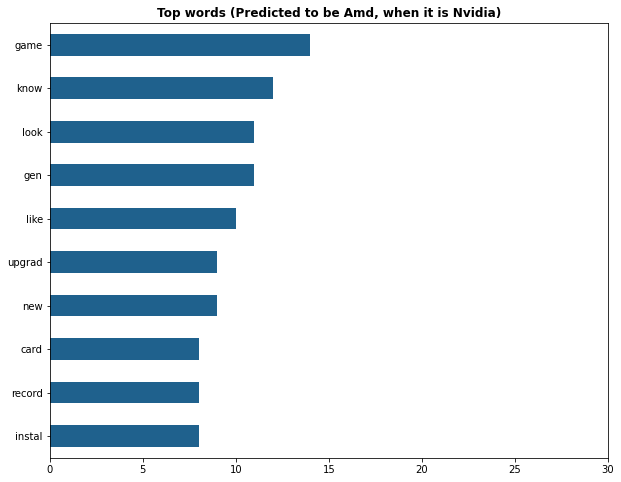 Top words (Predicted to be Amd, when it is Nvidia)
game
know
look
gen
like
upgrad
new
card
record
instal
0 5 10 15 20 25 30